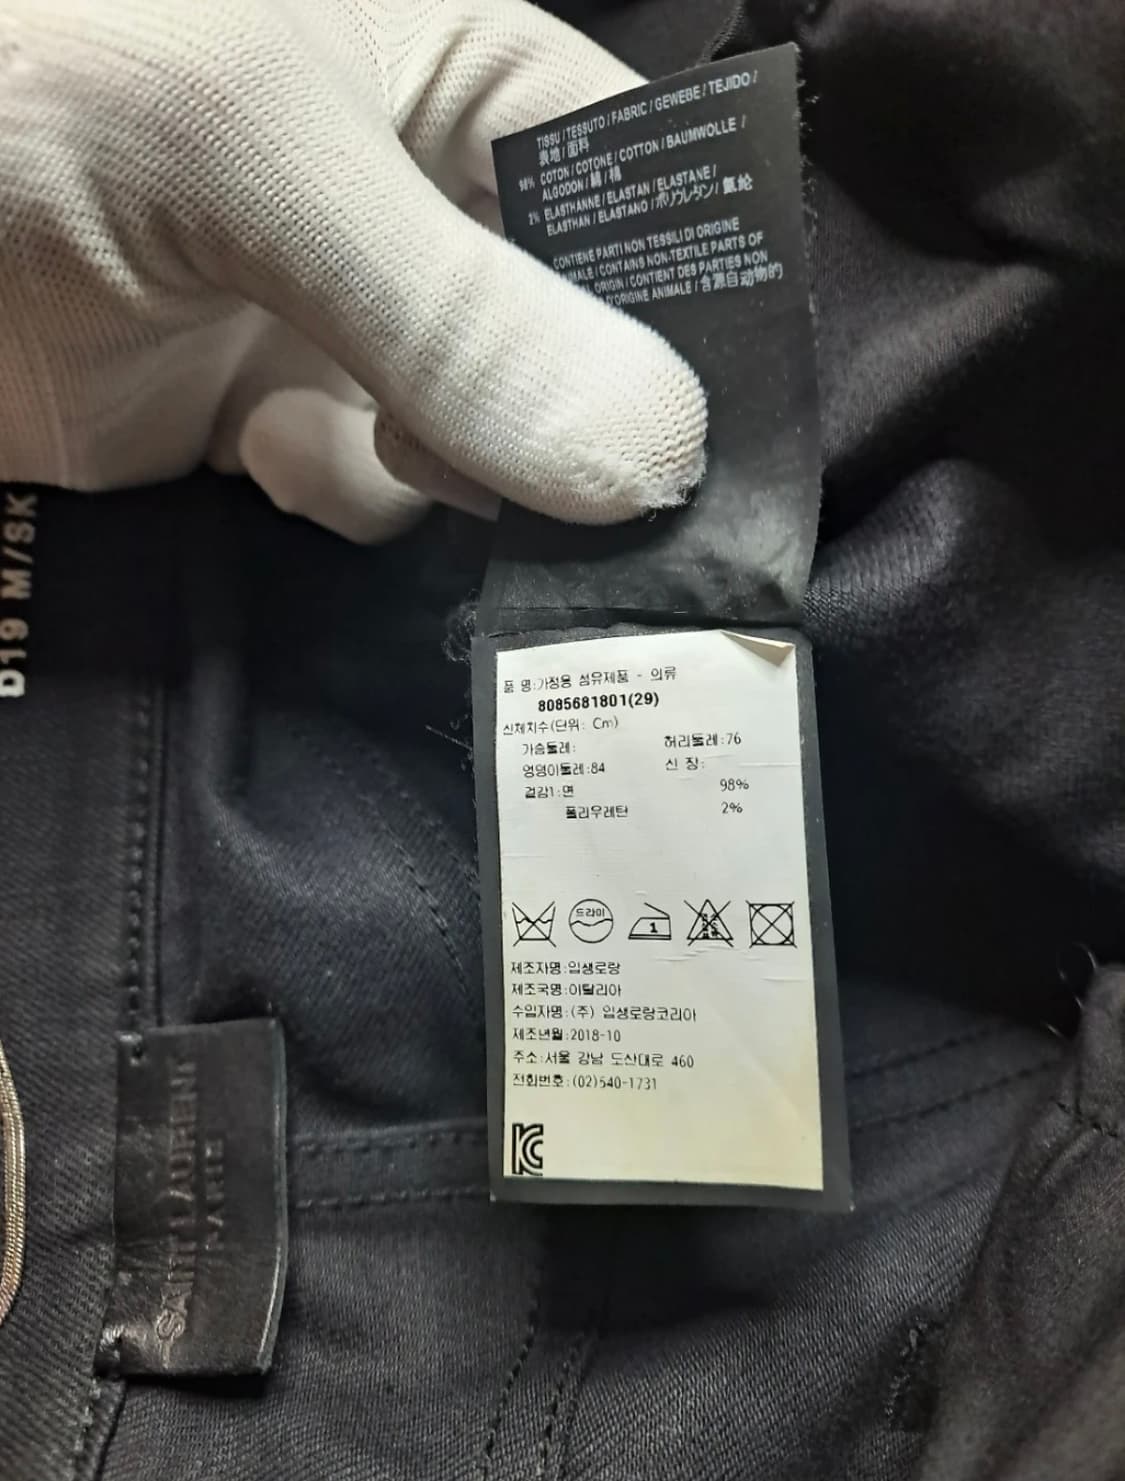 TISSU / TESSUTO / FABRIC / GEWEBE / TEJIDO /
表地 / 面料
98% COTON / COTONE / COTTON / BAUMWOLLE /
ALGODON / 綿 / 棉
2% ELASTHANNE / ELASTAN / ELASTANE /
ELASTHAN / ELASTANO / ポリウレタン / 氨纶
CONTIENE PARTI NON TESSILI DI ORIGINE
/ CONTAINS NON-TEXTILE PARTS OF
ORIGIN / CONTIENT DES PARTIES NON
D'ORIGINE ANIMALE / 含源自动物的
D19 M/SK
품 명:가정용 섬유제품 - 의류
8085681801(29)
신체치수(단위: Cm)
가슴둘레: 허리둘레:76
엉덩이둘레:84 신 장:
겉감1:면 98%
폴리우레탄 2%
드라이
1
제조자명:입생로랑
제조국명:이탈리아
수입자명:(주) 입생로랑코리아
제조년월:2018-10
주소:서울 강남 도산대로 460
전화번호:(02)540-1731
KC
SAINT LAURENT
PARIS